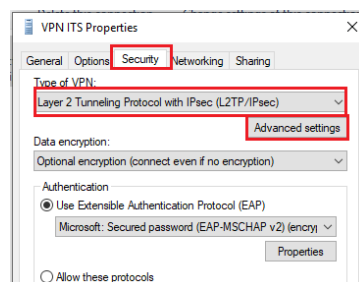 VPN ITS Properties
General Options Security Networking Sharing
Type of VPN:
Layer 2 Tunneling Protocol with IPsec (L2TP/IPsec)
Advanced settings
Data encryption:
Optional encryption (connect even if no encryption)
Authentication
Use Extensible Authentication Protocol (EAP)
Microsoft: Secured password (EAP-MSCHAP v2) (encryp
Properties
Allow these protocols